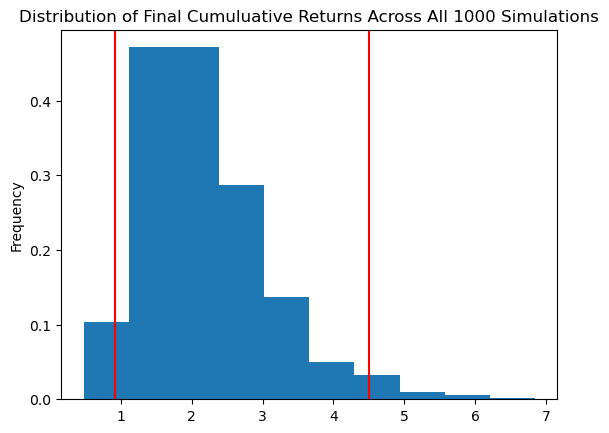 Distribution of Final Cumuluative Returns Across All 1000 Simulations
Frequency
0.4
0.3
0.2
0.1
0.0
1 2 3 4 5 6 7